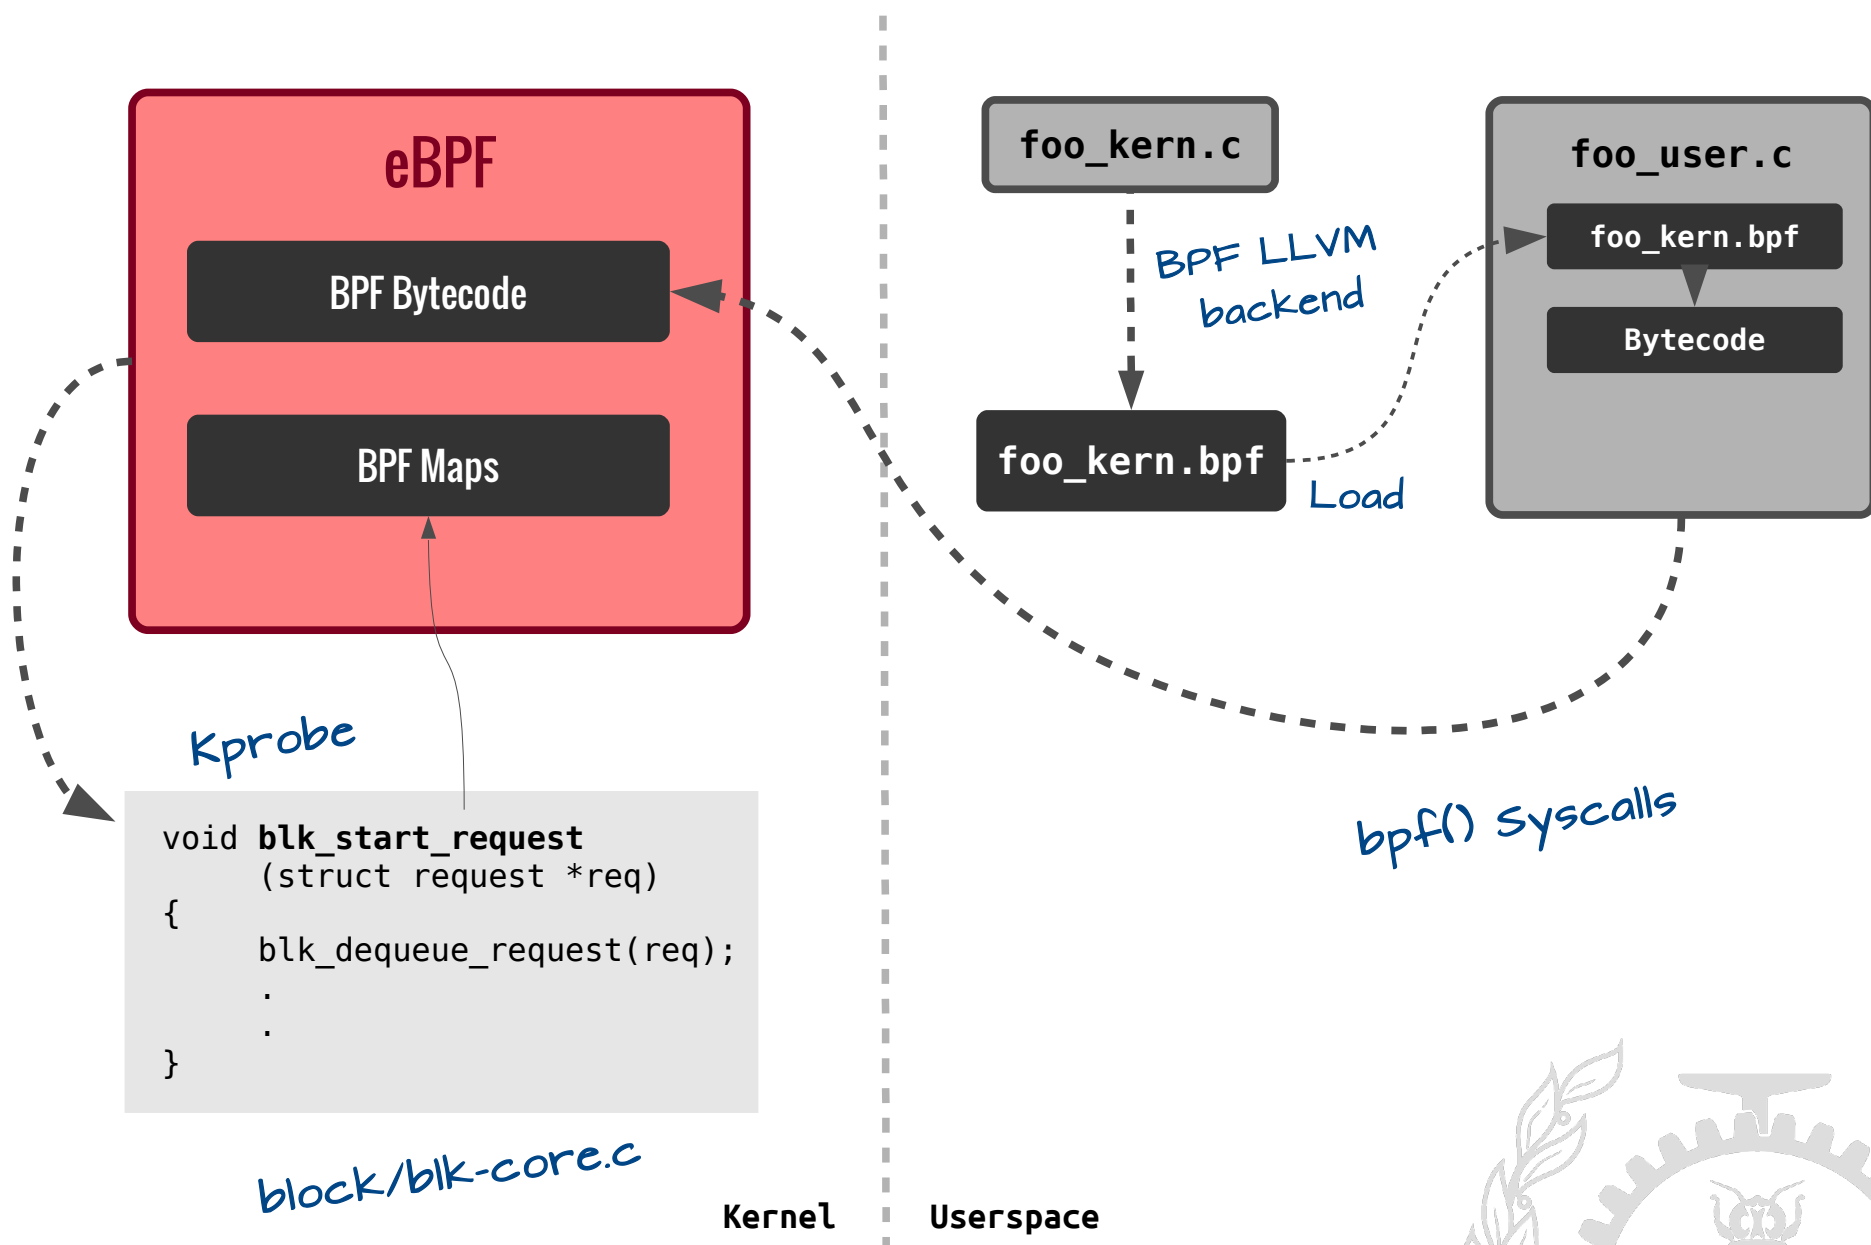 eBPF
BPF Bytecode
BPF Maps
Kprobe
void blk_start_request
(struct request *req)
{
blk_dequeue_request(req);
.
.
}
block/blk-core.c
Kernel
foo_kern.c
BPF LLVM
backend
foo_kern.bpf
Load
foo_user.c
foo_kern.bpf
Bytecode
bpf() Syscalls
Userspace